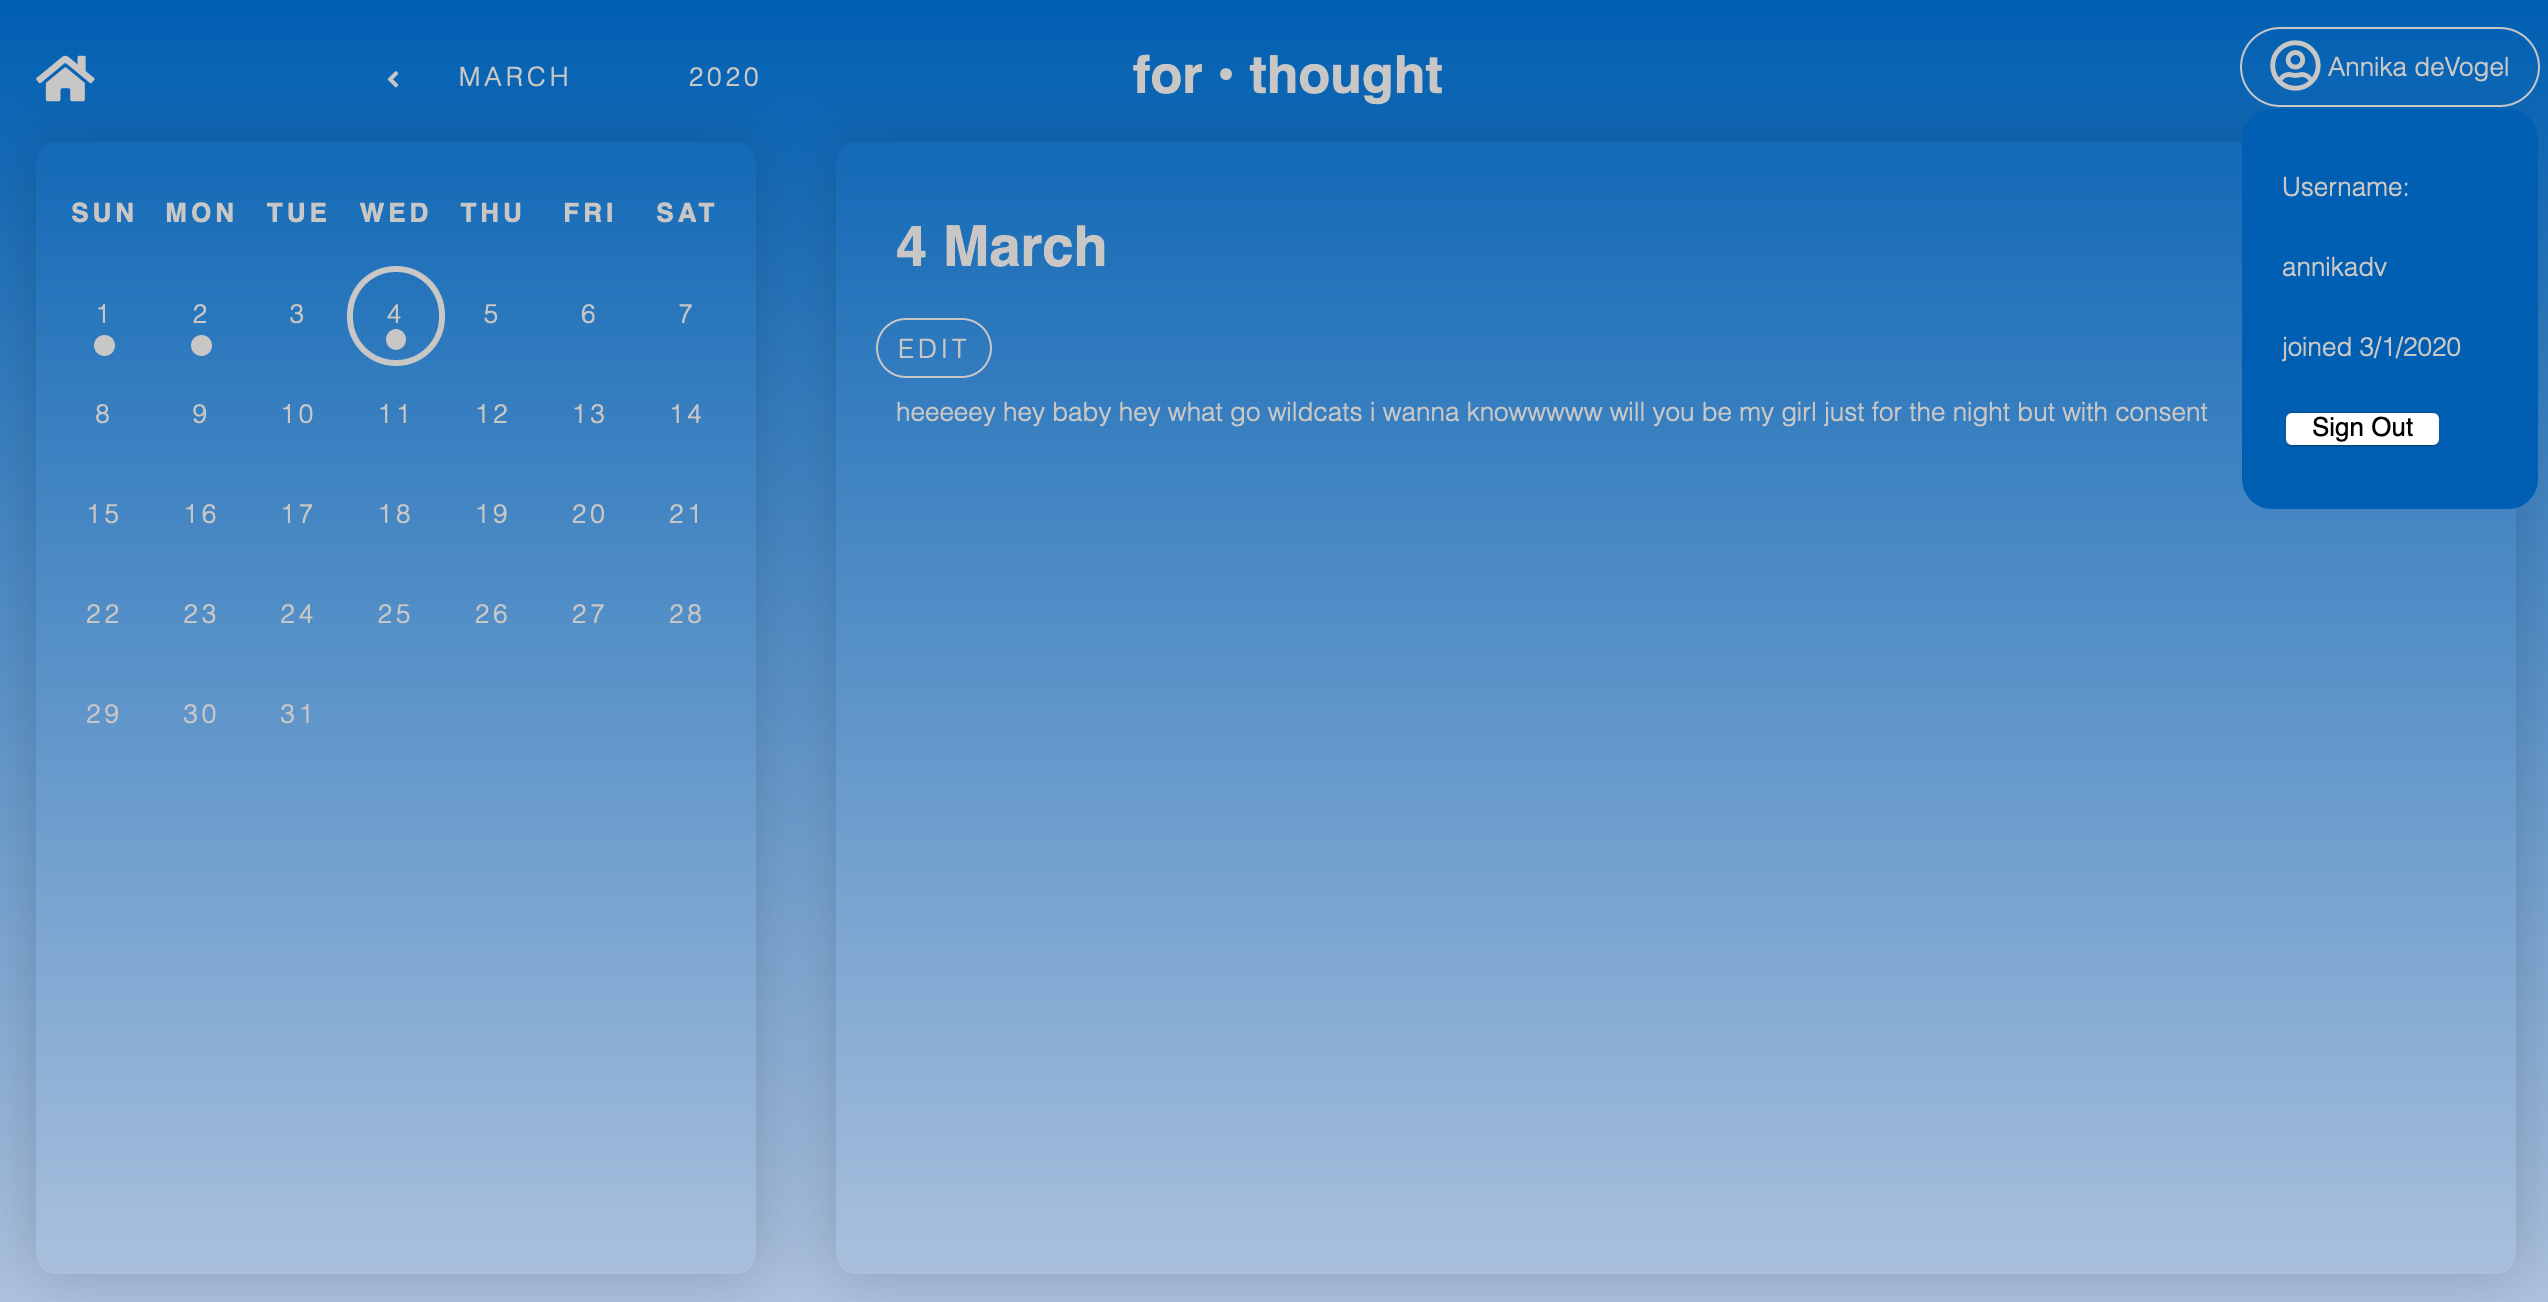 MARCH 2020
for • thought
Annika deVogel
SUN MON TUE WED THU FRI SAT
1 2 3 4 5 6 7
8 9 10 11 12 13 14
15 16 17 18 19 20 21
22 23 24 25 26 27 28
29 30 31
4 March
EDIT
heeeeey hey baby hey what go wildcats i wanna knowwwww will you be my girl just for the night but with consent
Username:
annikadv
joined 3/1/2020
Sign Out